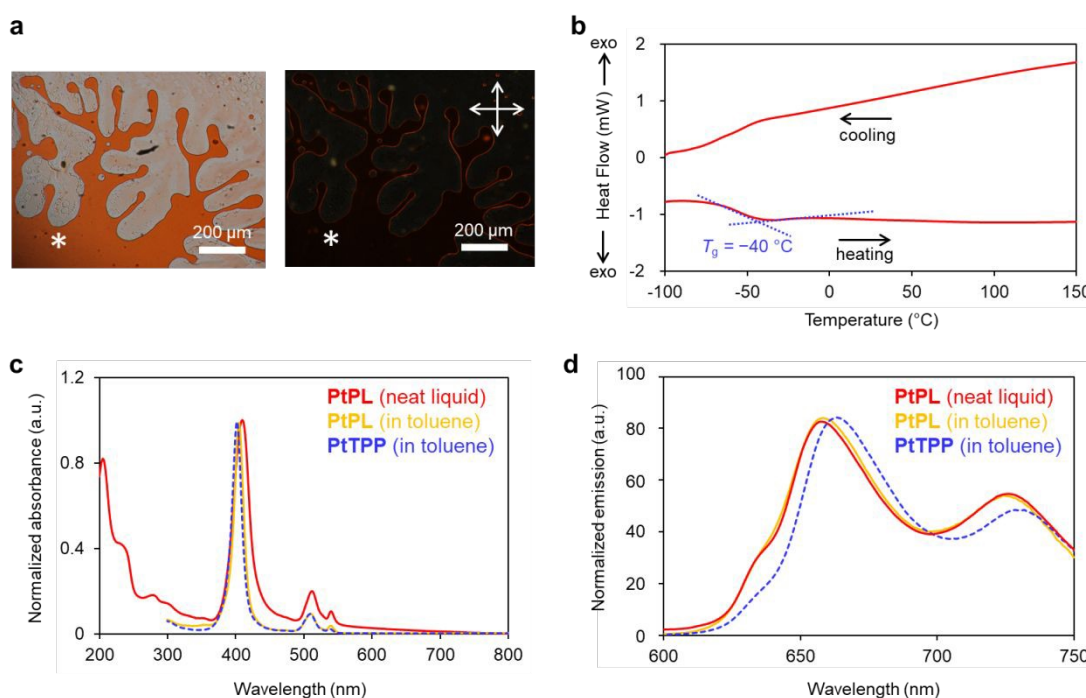 a
*
200 µm
*
200 µm
b
exo
exo
Heat Flow (mW)
2
1
0
-1
-2
cooling
Tg = −40 °C
heating
-100
-50
0
50
100
150
Temperature (°C)
c
Normalized absorbance (a.u.)
1.2
0.8
0.4
0
PtPL (neat liquid)
PtPL (in toluene)
PtTPP (in toluene)
200
300
400
500
600
700
800
Wavelength (nm)
d
Normalized emission (a.u.)
100
80
60
40
20
0
PtPL (neat liquid)
PtPL (in toluene)
PtTPP (in toluene)
600
650
700
750
Wavelength (nm)